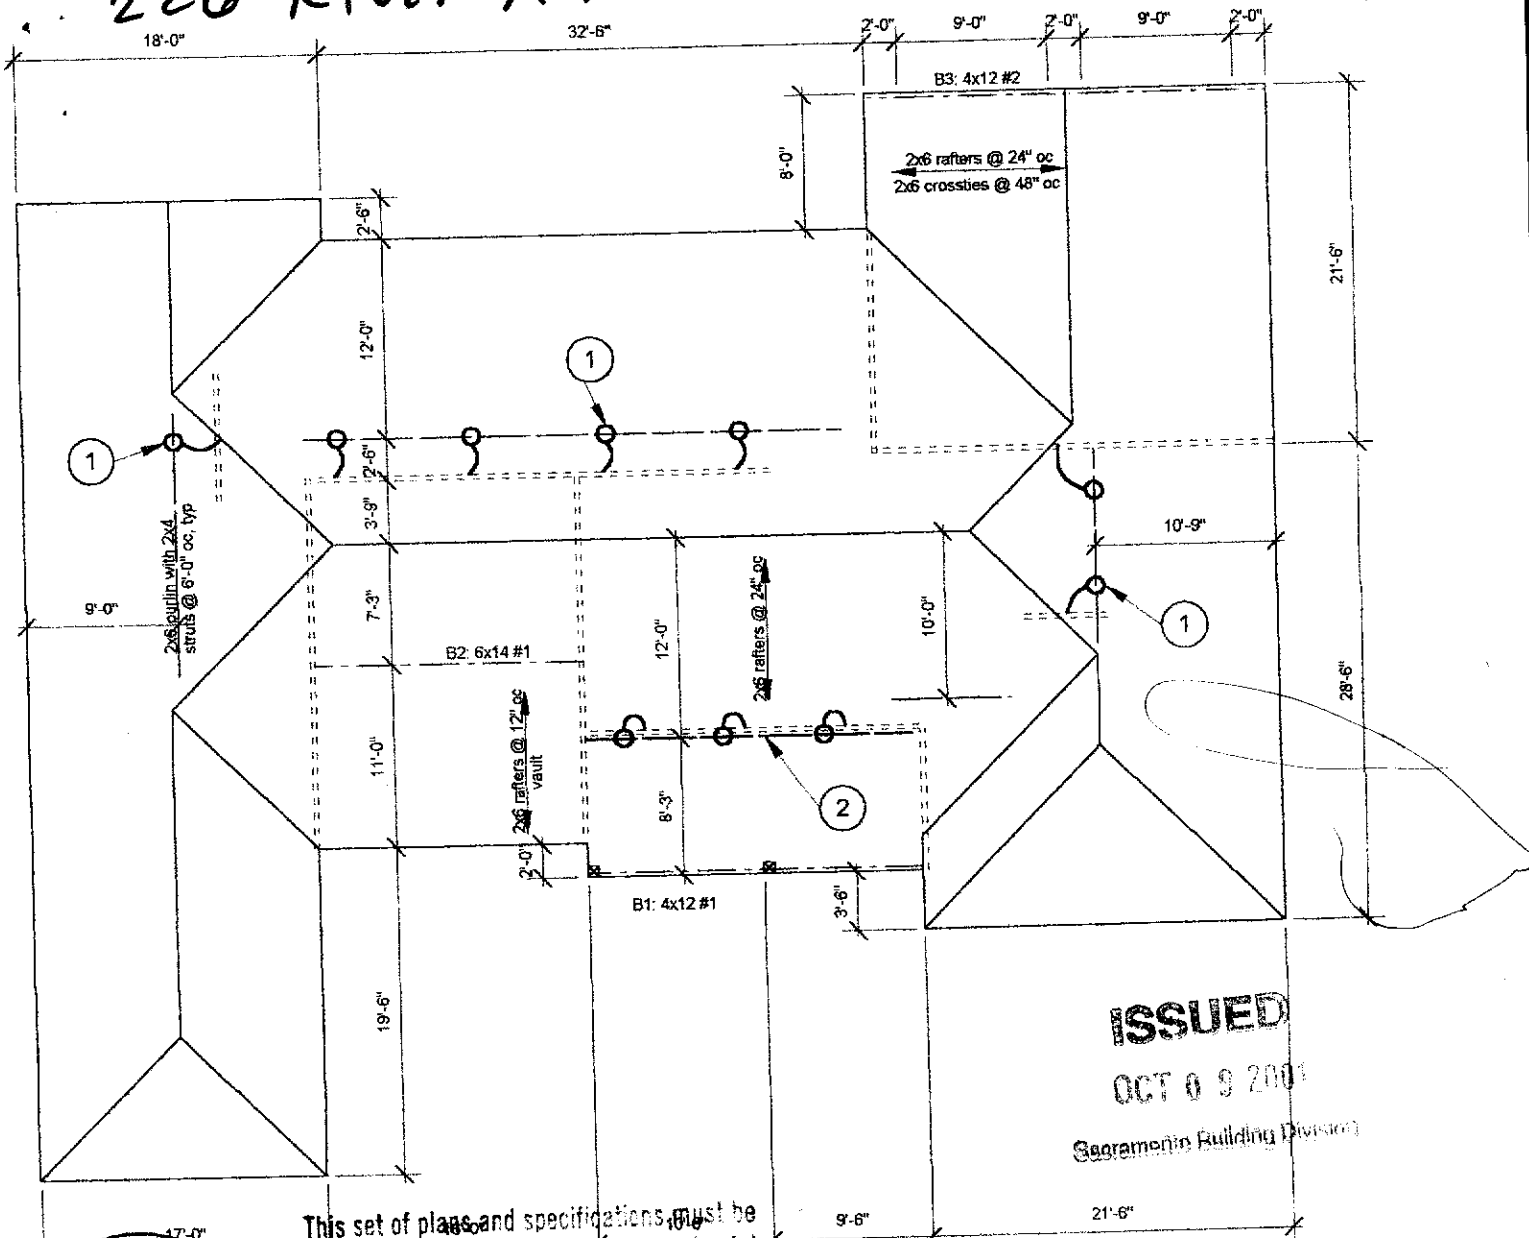 226
18'-0"
32'-6"
2'-0"
9'-0"
2'-0"
9'-0"
2'-0"
B3: 4x12 #2
8'-0"
2x6 rafters @ 24" oc
2x6 crossties @ 48" oc
2'-6"
21'-6"
12'-0"
1
1
2'-6"
3'-9"
10'-9"
2x6 purlin with 2x4
struts @ 6'-0" oc, typ
9'-0"
7'-3"
B2: 6x14 #1
12'-0"
2x6 rafters @ 24" oc
10'-0"
1
28'-6"
2x6 rafters @ 12" oc
vault
11'-0"
8'-3"
2
2'-0"
B1: 4x12 #1
3'-6"
19'-6"
ISSUED
OCT 09 2001
Sacramento Building Division
This set of plans and specifications must be
17'-0"
9'-6"
21'-6"